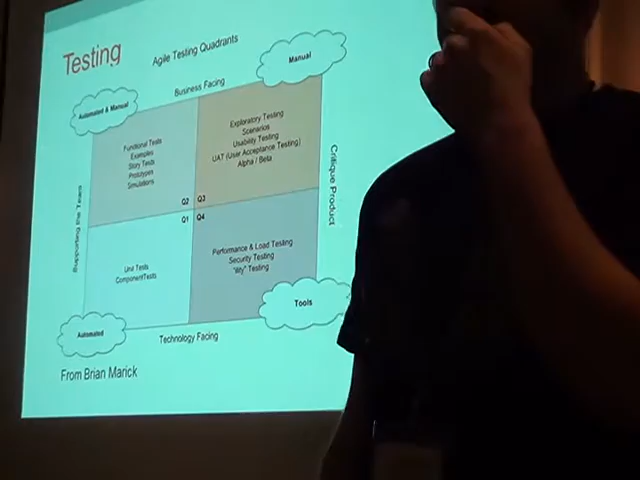 Testing
Agile Testing Quadrants
Manual
Automated & Manual
Business Facing
Functional Tests
Examples
Story Tests
Prototypes
Simulations
Exploratory Testing
Scenarios
Usability Testing
UAT (User Acceptance Testing)
Alpha / Beta
Supporting the Team
Critique Product
Q2 Q3
Q1 Q4
Unit Tests
ComponentTests
Performance & Load Testing
Security Testing
"ility" Testing
Automated
Tools
Technology Facing
From Brian Marick